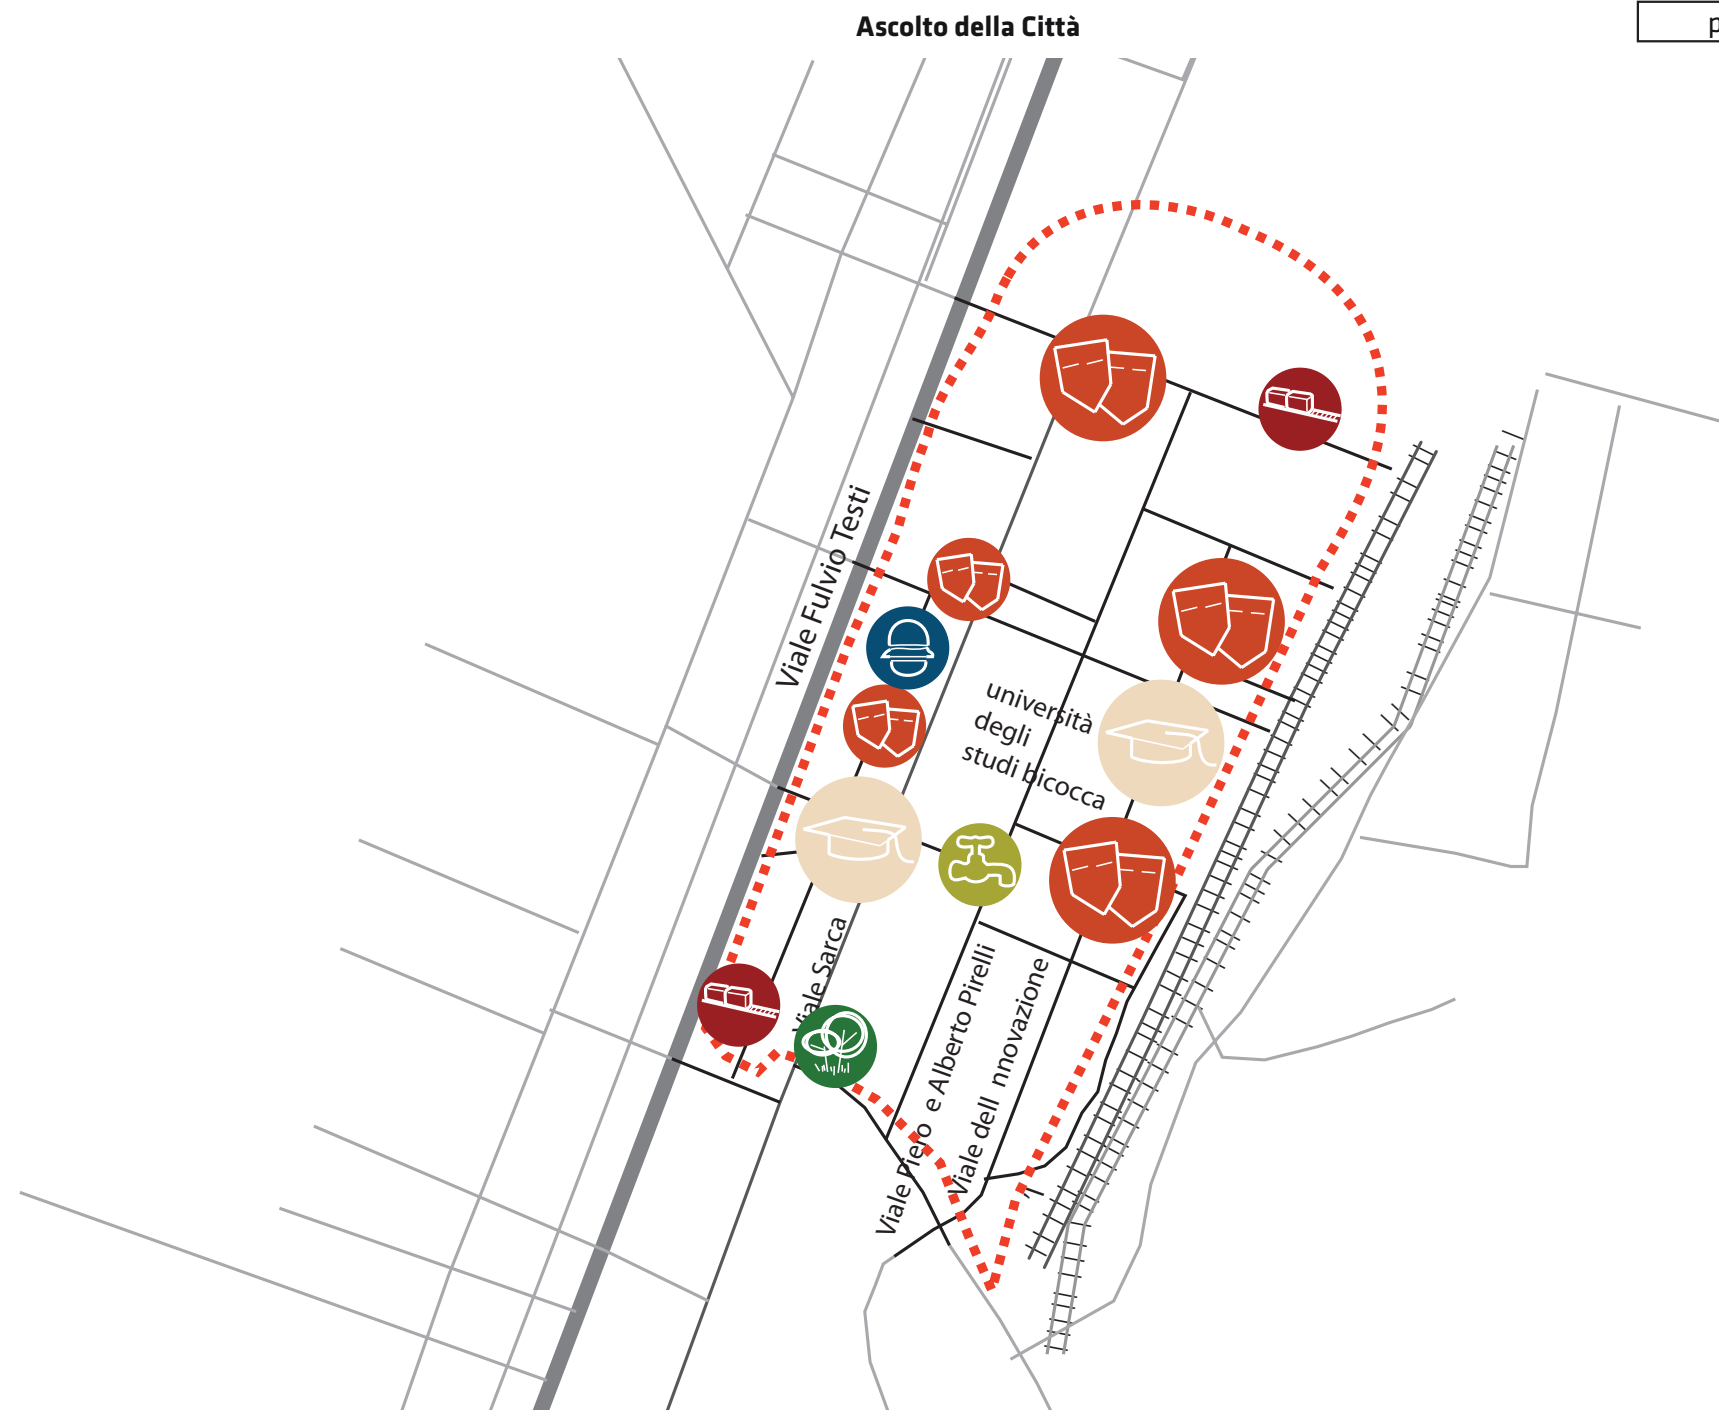 Ascolto della Città
p
Viale Fulvio Testi
università
degli
studi bicocca
Viale Sarca
Viale Piero e Alberto Pirelli
Viale dell nnovazione